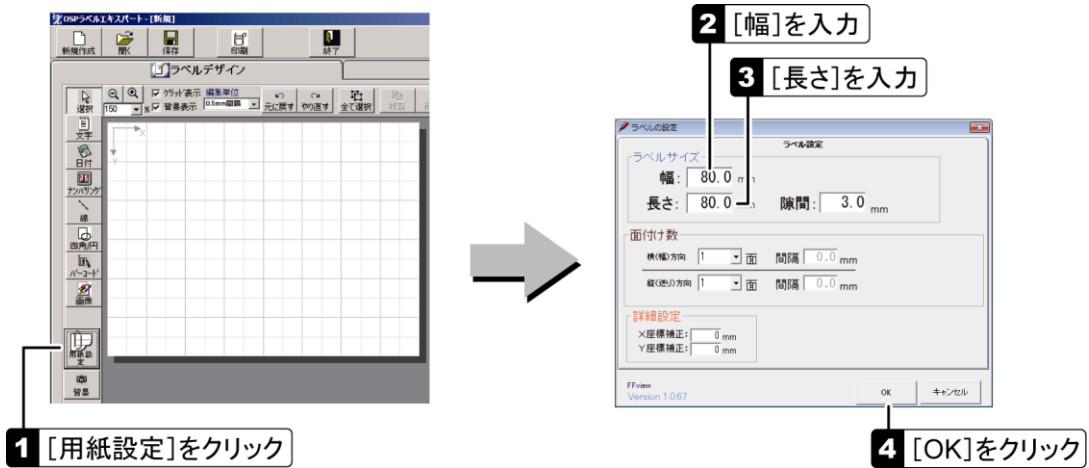 OSPラベルエキスパート - [新規]
新規作成 開く 保存 印刷 終了
ラベルデザイン
選択 150 % グリッド表示 背景表示 編集単位 0.5mm間隔 元に戻す やり直す 全て選択 複製
文字
日付
ナンバリング
線
四角/円
バーコード
画像
用紙設定
背景
X
Y
1 [用紙設定]をクリック
2 [幅]を入力
3 [長さ]を入力
ラベルの設定
ラベル設定
ラベルサイズ
幅: 80.0 mm
長さ: 80.0 隙間: 3.0 mm
面付け数
横(幅)方向 1 面 間隔 0.0 mm
縦(送り)方向 1 面 間隔 0.0 mm
詳細設定
X座標補正: 0 mm
Y座標補正: 0 mm
FFview
Version 1.0.67
OK キャンセル
4 [OK]をクリック